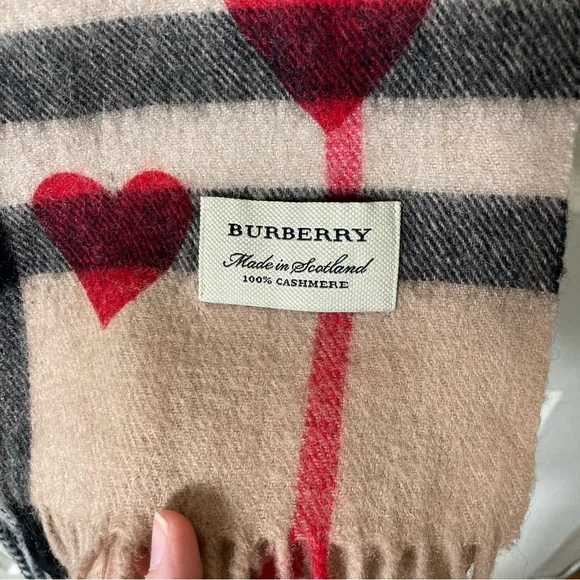 BURBERRY
Made in Scotland
100% CASHMERE